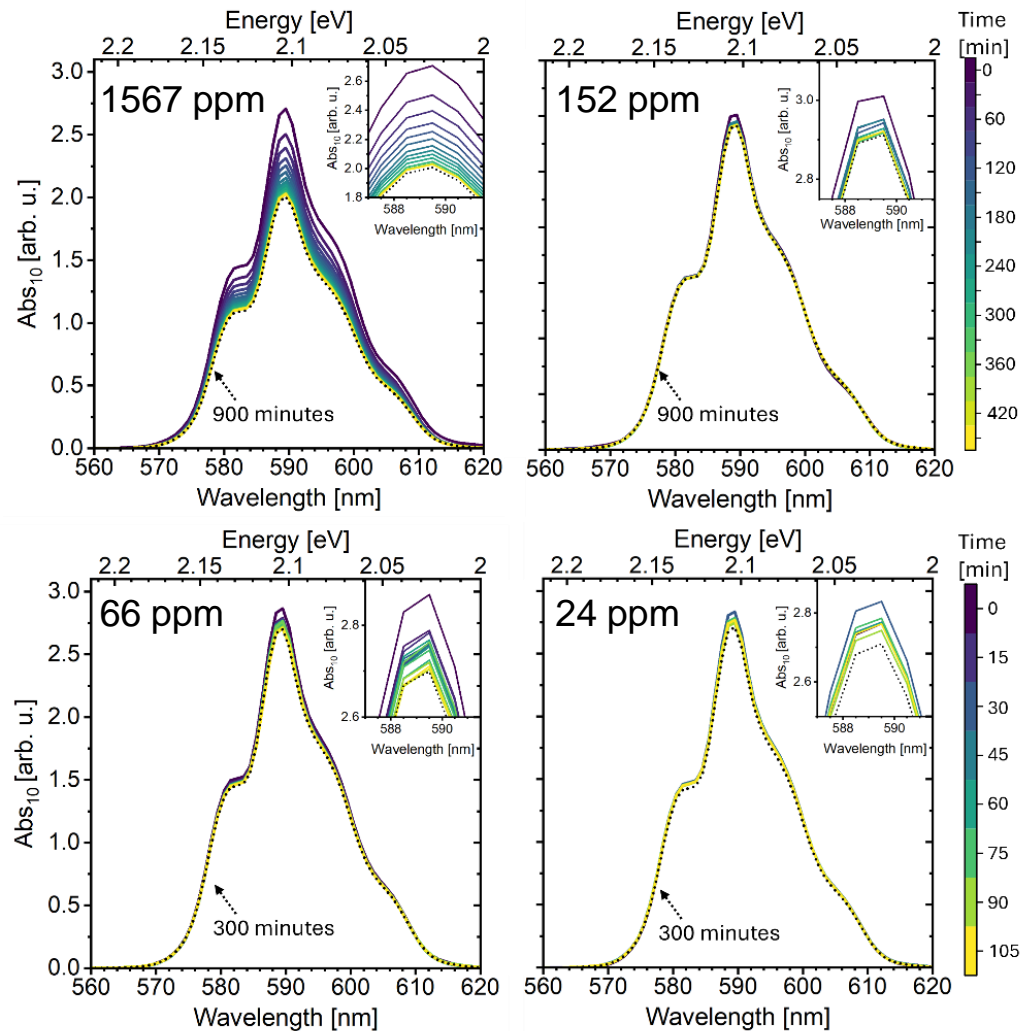 Energy [eV]
2.2 2.15 2.1 2.05 2
1567 ppm
Abs10 [arb. u.]
3.0
2.5
2.0
1.5
1.0
0.5
0.0
900 minutes
560 570 580 590 600 610 620
Wavelength [nm]
Abs10 [arb. u.]
2.6
2.4
2.2
2.0
1.8
588 590
Wavelength [nm]
Energy [eV]
2.2 2.15 2.1 2.05 2
152 ppm
900 minutes
560 570 580 590 600 610 620
Wavelength [nm]
Abs10 [arb. u.]
3.0
2.8
588 590
Wavelength [nm]
Time
[min]
0
60
120
180
240
300
360
420
Energy [eV]
2.2 2.15 2.1 2.05 2
66 ppm
Abs10 [arb. u.]
3.0
2.5
2.0
1.5
1.0
0.5
0.0
300 minutes
560 570 580 590 600 610 620
Wavelength [nm]
Abs10 [arb. u.]
2.8
2.6
588 590
Wavelength [nm]
Energy [eV]
2.2 2.15 2.1 2.05 2
24 ppm
300 minutes
560 570 580 590 600 610 620
Wavelength [nm]
Abs10 [arb. u.]
2.8
2.6
588 590
Wavelength [nm]
Time
[min]
0
15
30
45
60
75
90
105